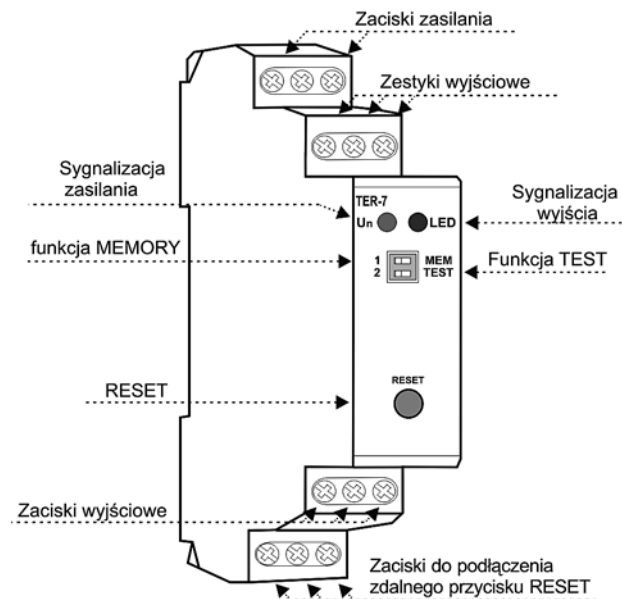 Zaciski zasilania
Zestyki wyjściowe
Sygnalizacja
zasilania
TER-7
Un
LED
Sygnalizacja
wyjścia
funkcja MEMORY
1 MEM
2 TEST
Funkcja TEST
RESET
RESET
Zaciski wyjściowe
Zaciski do podłączenia
zdalnego przycisku RESET